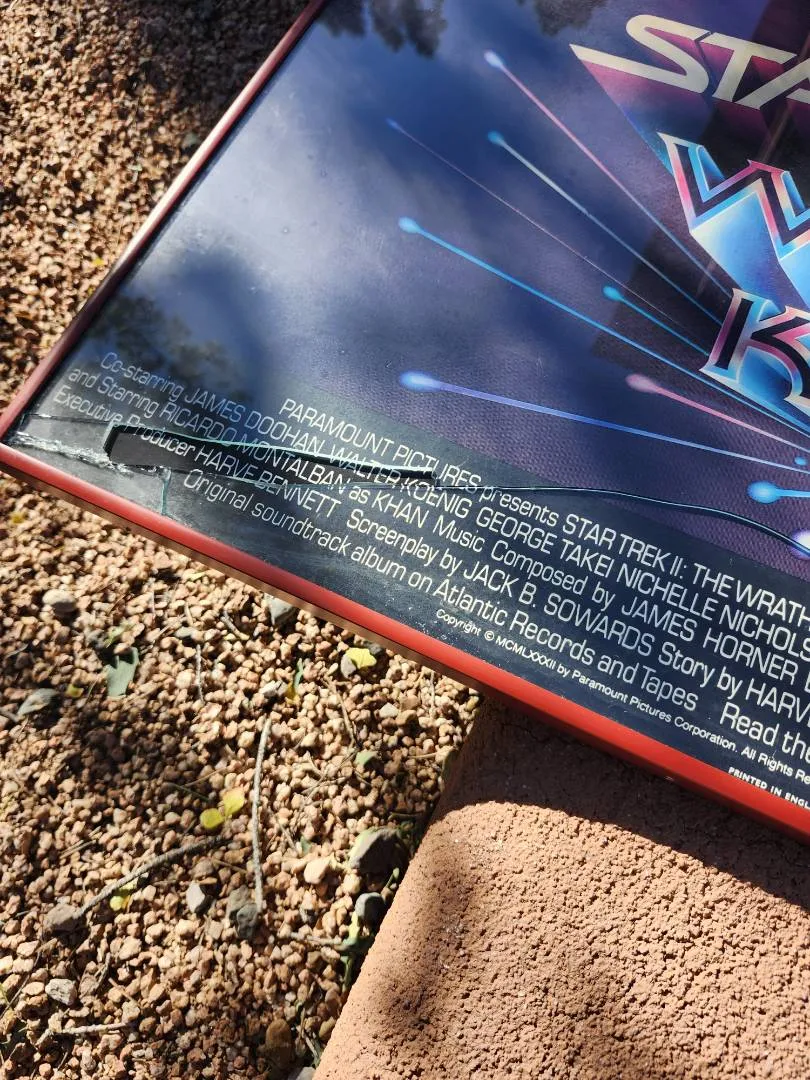 STA
W
K
PARAMOUNT PICTURES presents STAR TREK II: THE WRATH
Co-starring JAMES DOOHAN WALTER KOENIG GEORGE TAKEI NICHELLE NICHOLS
and Starring RICARDO MONTALBAN as KHAN Music Composed by JAMES HORNER
Executive Producer HARVE BENNETT Screenplay by JACK B. SOWARDS Story by HARV
Original soundtrack album on Atlantic Records and Tapes Read the
Copyright © MCMLXXXII by Paramount Pictures Corporation. All Rights Re
PRINTED IN ENGL